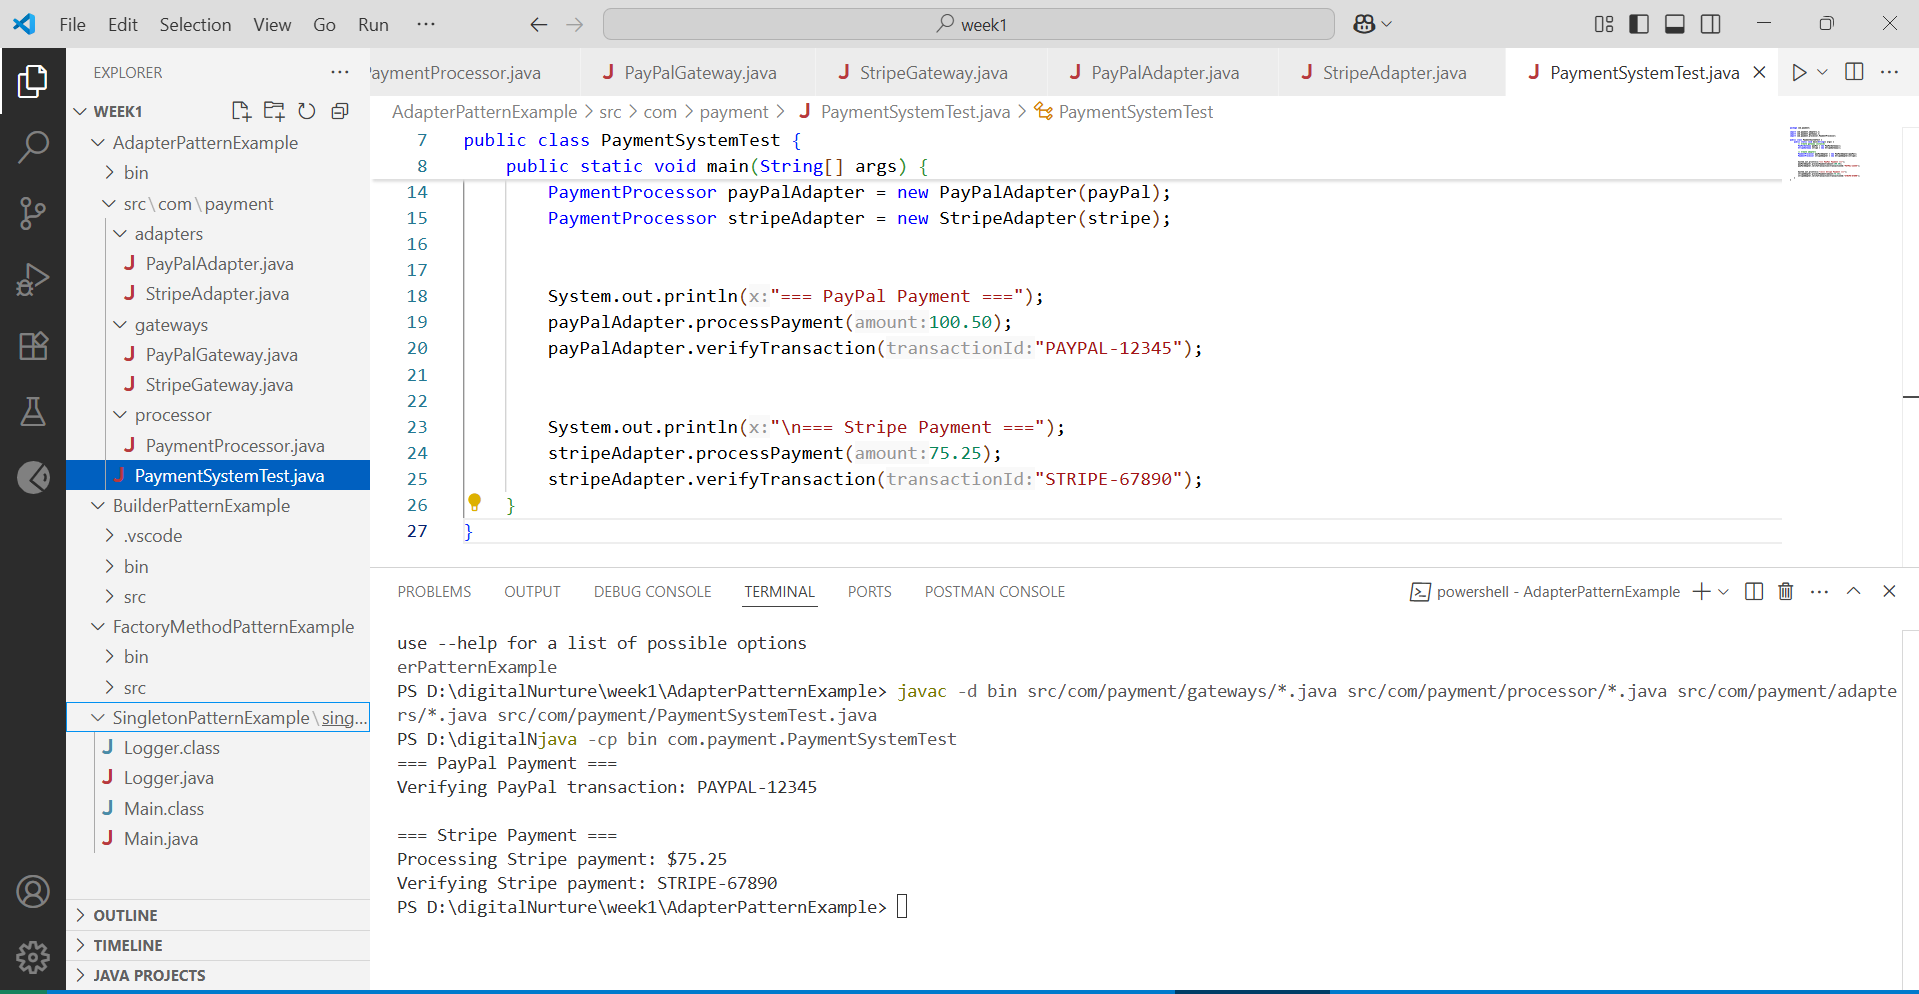 File Edit Selection View Go Run ···
week1
EXPLORER ···
WEEK1
AdapterPatternExample
bin
src\com\payment
adapters
J PayPalAdapter.java
J StripeAdapter.java
gateways
J PayPalGateway.java
J StripeGateway.java
processor
J PaymentProcessor.java
J PaymentSystemTest.java
BuilderPatternExample
.vscode
bin
src
FactoryMethodPatternExample
bin
src
SingletonPatternExample\sing...
J Logger.class
J Logger.java
J Main.class
J Main.java
OUTLINE
TIMELINE
JAVA PROJECTS
aymentProcessor.java J PayPalGateway.java J StripeGateway.java J PayPalAdapter.java J StripeAdapter.java J PaymentSystemTest.java
AdapterPatternExample > src > com > payment > J PaymentSystemTest.java > PaymentSystemTest
7 public class PaymentSystemTest {
8 public static void main(String[] args) {
14 PaymentProcessor payPalAdapter = new PayPalAdapter(payPal);
15 PaymentProcessor stripeAdapter = new StripeAdapter(stripe);
16
17
18 System.out.println(x:"=== PayPal Payment ===");
19 payPalAdapter.processPayment(amount:100.50);
20 payPalAdapter.verifyTransaction(transactionId:"PAYPAL-12345");
21
22
23 System.out.println(x:"\n=== Stripe Payment ===");
24 stripeAdapter.processPayment(amount:75.25);
25 stripeAdapter.verifyTransaction(transactionId:"STRIPE-67890");
26 }
27 }
PROBLEMS OUTPUT DEBUG CONSOLE TERMINAL PORTS POSTMAN CONSOLE
powershell - AdapterPatternExample
use --help for a list of possible options
erPatternExample
PS D:\digitalNurture\week1\AdapterPatternExample> javac -d bin src/com/payment/gateways/*.java src/com/payment/processor/*.java src/com/payment/adapte
rs/*.java src/com/payment/PaymentSystemTest.java
PS D:\digitalNjava -cp bin com.payment.PaymentSystemTest
=== PayPal Payment ===
Verifying PayPal transaction: PAYPAL-12345
=== Stripe Payment ===
Processing Stripe payment: $75.25
Verifying Stripe payment: STRIPE-67890
PS D:\digitalNurture\week1\AdapterPatternExample>